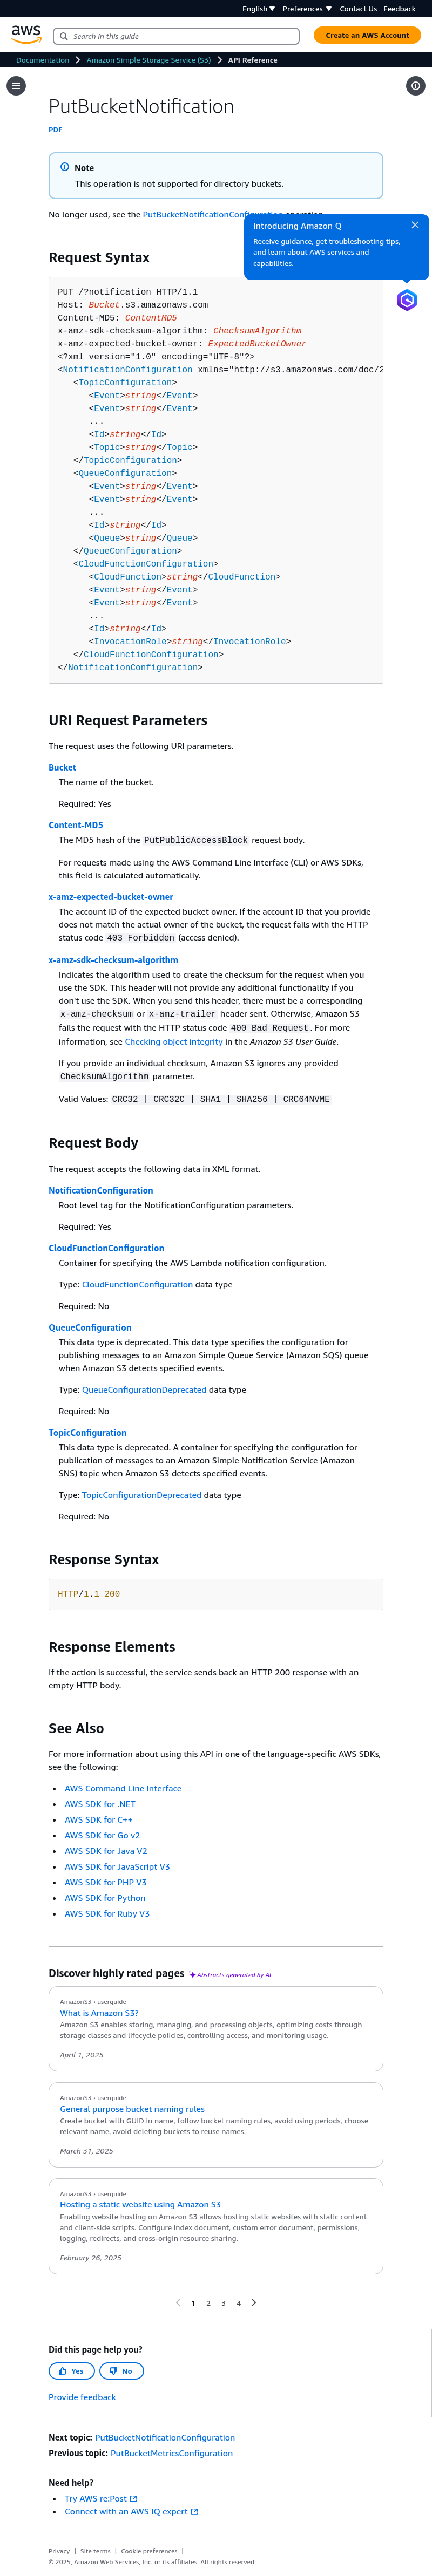 English
Preferences
Contact Us
Feedback
aws
Search in this guide
Create an AWS Account
Documentation
Amazon Simple Storage Service (S3)
API Reference
PutBucketNotification
PDF
Note
This operation is not supported for directory buckets.
No longer used, see the PutBucketNotificationConfiguration operation.
Introducing Amazon Q
Receive guidance, get troubleshooting tips,
and learn about AWS services and
capabilities.
Request Syntax
PUT /?notification HTTP/1.1
Host: Bucket.s3.amazonaws.com
Content-MD5: ContentMD5
x-amz-sdk-checksum-algorithm: ChecksumAlgorithm
x-amz-expected-bucket-owner: ExpectedBucketOwner
<?xml version="1.0" encoding="UTF-8"?>
<NotificationConfiguration xmlns="http://s3.amazonaws.com/doc/2
<TopicConfiguration>
<Event>string</Event>
<Event>string</Event>
...
<Id>string</Id>
<Topic>string</Topic>
</TopicConfiguration>
<QueueConfiguration>
<Event>string</Event>
<Event>string</Event>
...
<Id>string</Id>
<Queue>string</Queue>
</QueueConfiguration>
<CloudFunctionConfiguration>
<CloudFunction>string</CloudFunction>
<Event>string</Event>
<Event>string</Event>
...
<Id>string</Id>
<InvocationRole>string</InvocationRole>
</CloudFunctionConfiguration>
</NotificationConfiguration>
URI Request Parameters
The request uses the following URI parameters.
Bucket
The name of the bucket.
Required: Yes
Content-MD5
The MD5 hash of the PutPublicAccessBlock request body.
For requests made using the AWS Command Line Interface (CLI) or AWS SDKs,
this field is calculated automatically.
x-amz-expected-bucket-owner
The account ID of the expected bucket owner. If the account ID that you provide
does not match the actual owner of the bucket, the request fails with the HTTP
status code 403 Forbidden (access denied).
x-amz-sdk-checksum-algorithm
Indicates the algorithm used to create the checksum for the request when you
use the SDK. This header will not provide any additional functionality if you
don't use the SDK. When you send this header, there must be a corresponding
x-amz-checksum or x-amz-trailer header sent. Otherwise, Amazon S3
fails the request with the HTTP status code 400 Bad Request. For more
information, see Checking object integrity in the Amazon S3 User Guide.
If you provide an individual checksum, Amazon S3 ignores any provided
ChecksumAlgorithm parameter.
Valid Values: CRC32 | CRC32C | SHA1 | SHA256 | CRC64NVME
Request Body
The request accepts the following data in XML format.
NotificationConfiguration
Root level tag for the NotificationConfiguration parameters.
Required: Yes
CloudFunctionConfiguration
Container for specifying the AWS Lambda notification configuration.
Type: CloudFunctionConfiguration data type
Required: No
QueueConfiguration
This data type is deprecated. This data type specifies the configuration for
publishing messages to an Amazon Simple Queue Service (Amazon SQS) queue
when Amazon S3 detects specified events.
Type: QueueConfigurationDeprecated data type
Required: No
TopicConfiguration
This data type is deprecated. A container for specifying the configuration for
publication of messages to an Amazon Simple Notification Service (Amazon
SNS) topic when Amazon S3 detects specified events.
Type: TopicConfigurationDeprecated data type
Required: No
Response Syntax
HTTP/1.1 200
Response Elements
If the action is successful, the service sends back an HTTP 200 response with an
empty HTTP body.
See Also
For more information about using this API in one of the language-specific AWS SDKs,
see the following:
AWS Command Line Interface
AWS SDK for .NET
AWS SDK for C++
AWS SDK for Go v2
AWS SDK for Java V2
AWS SDK for JavaScript V3
AWS SDK for PHP V3
AWS SDK for Python
AWS SDK for Ruby V3
Discover highly rated pages Abstracts generated by AI
AmazonS3 › userguide
What is Amazon S3?
Amazon S3 enables storing, managing, and processing objects, optimizing costs through
storage classes and lifecycle policies, controlling access, and monitoring usage.
April 1, 2025
AmazonS3 › userguide
General purpose bucket naming rules
Create bucket with GUID in name, follow bucket naming rules, avoid using periods, choose
relevant name, avoid deleting buckets to reuse names.
March 31, 2025
AmazonS3 › userguide
Hosting a static website using Amazon S3
Enabling website hosting on Amazon S3 allows hosting static websites with static content
and client-side scripts. Configure index document, custom error document, permissions,
logging, redirects, and cross-origin resource sharing.
February 26, 2025
1 2 3 4
Did this page help you?
Yes
No
Provide feedback
Next topic: PutBucketNotificationConfiguration
Previous topic: PutBucketMetricsConfiguration
Need help?
Try AWS re:Post
Connect with an AWS IQ expert
Privacy | Site terms | Cookie preferences |
© 2025, Amazon Web Services, Inc. or its affiliates. All rights reserved.